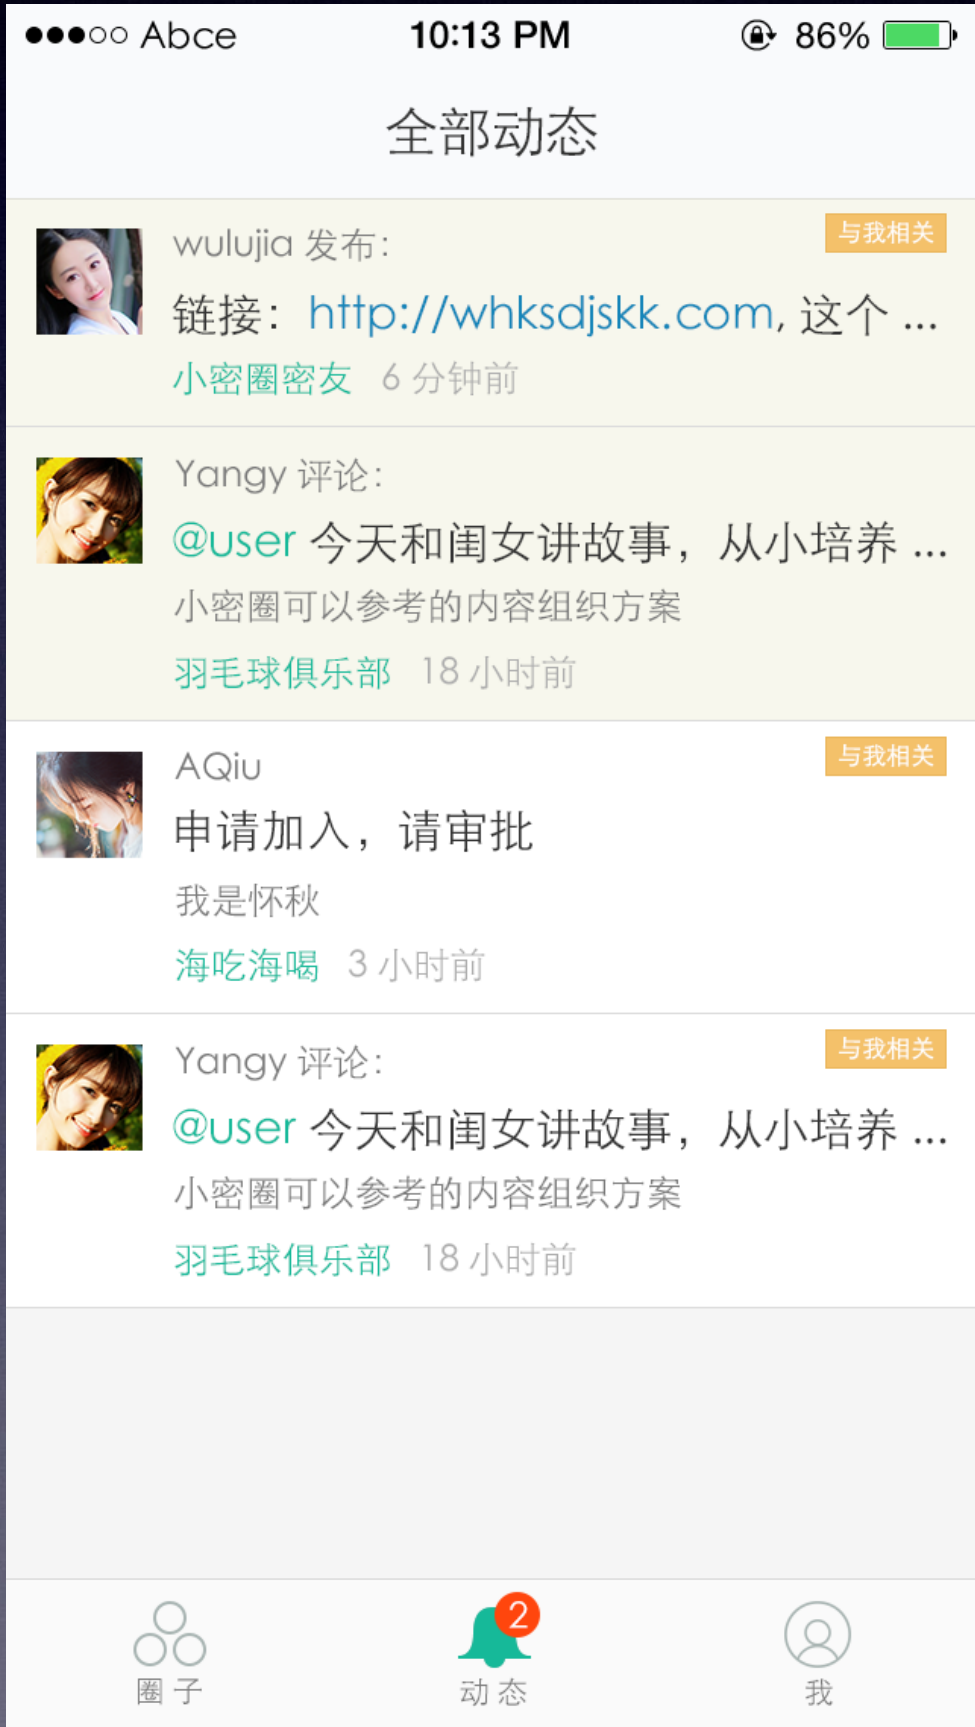 Abce 10:13 PM 86%
全部动态
wulujia 发布：
与我相关
链接：http://whksdjskk.com, 这个 ...
小密圈密友 6 分钟前
Yangy 评论：
@user 今天和闺女讲故事，从小培养 ...
小密圈可以参考的内容组织方案
羽毛球俱乐部 18 小时前
AQiu
与我相关
申请加入，请审批
我是怀秋
海吃海喝 3 小时前
Yangy 评论：
与我相关
@user 今天和闺女讲故事，从小培养 ...
小密圈可以参考的内容组织方案
羽毛球俱乐部 18 小时前
2
圈子 动态 我